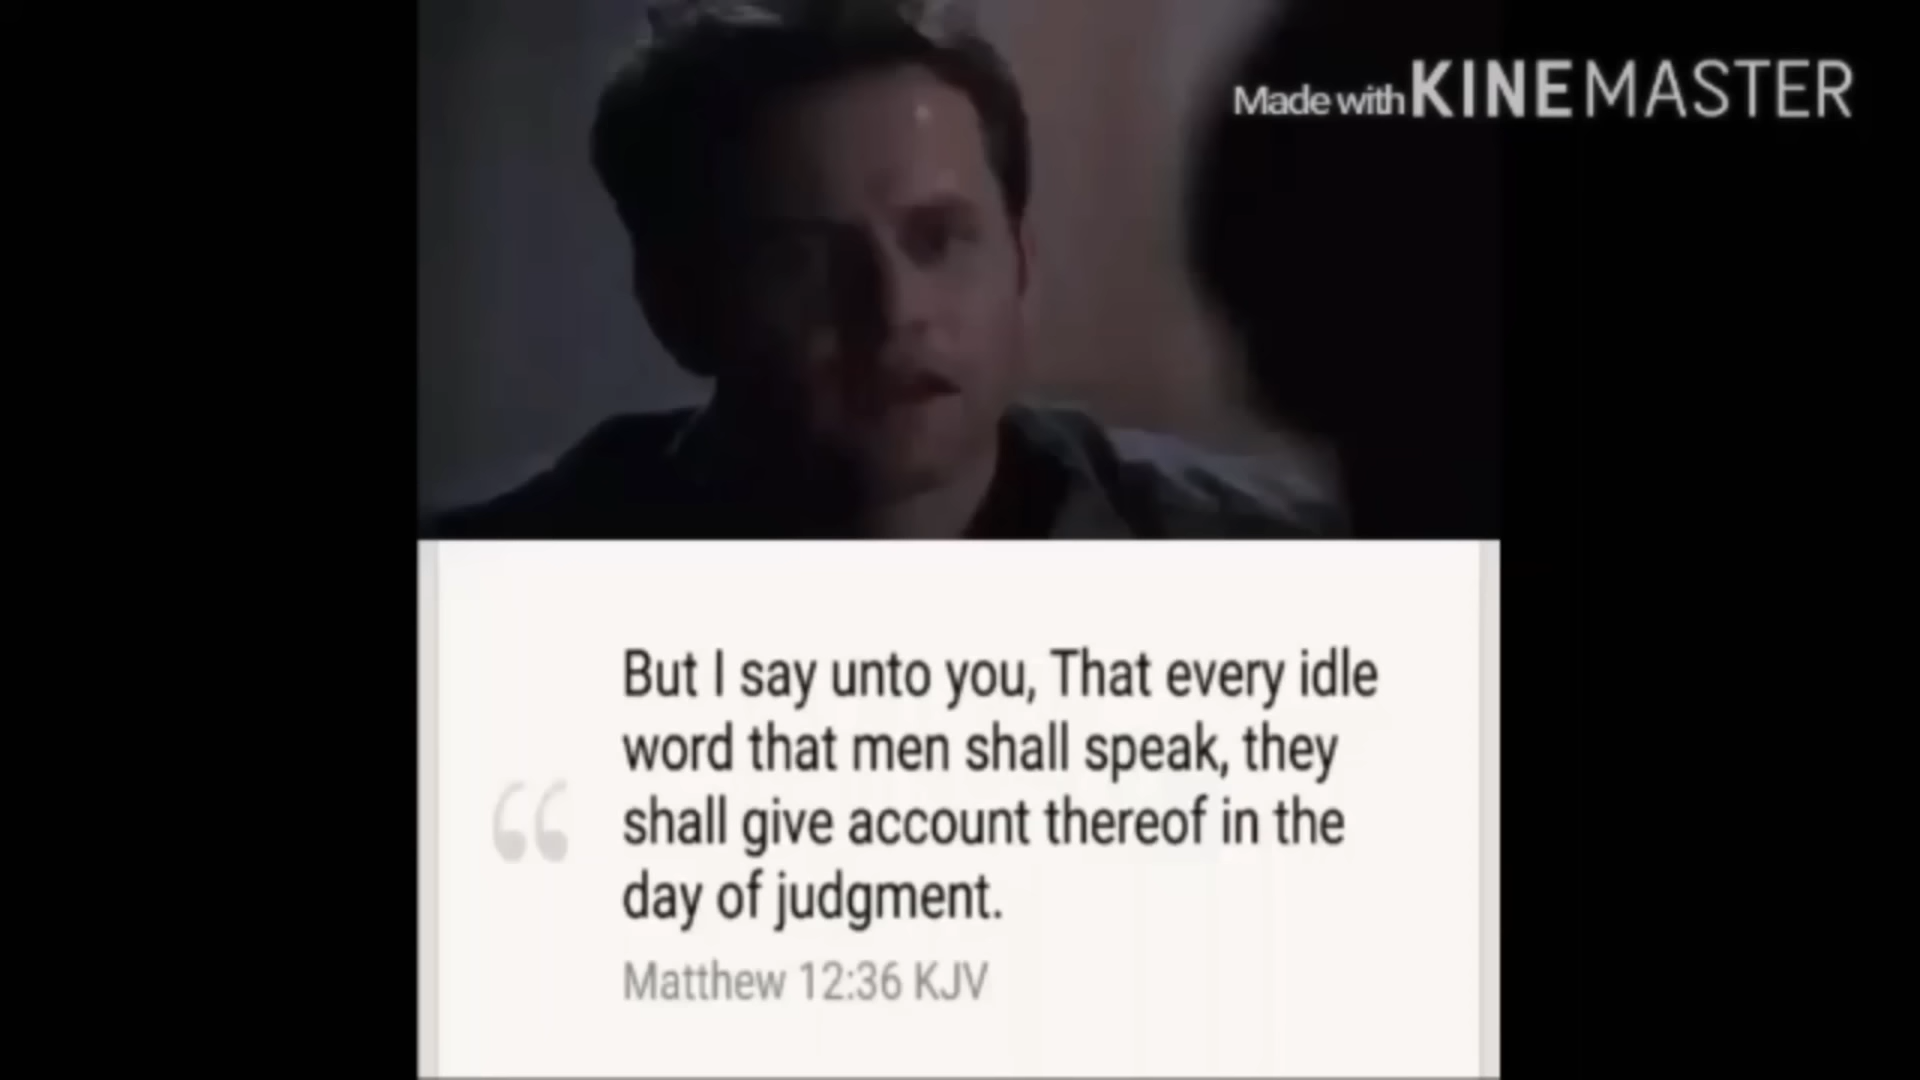 Made with KINEMASTER
But I say unto you, That every idle
word that men shall speak, they
shall give account thereof in the
day of judgment.
Matthew 12:36 KJV